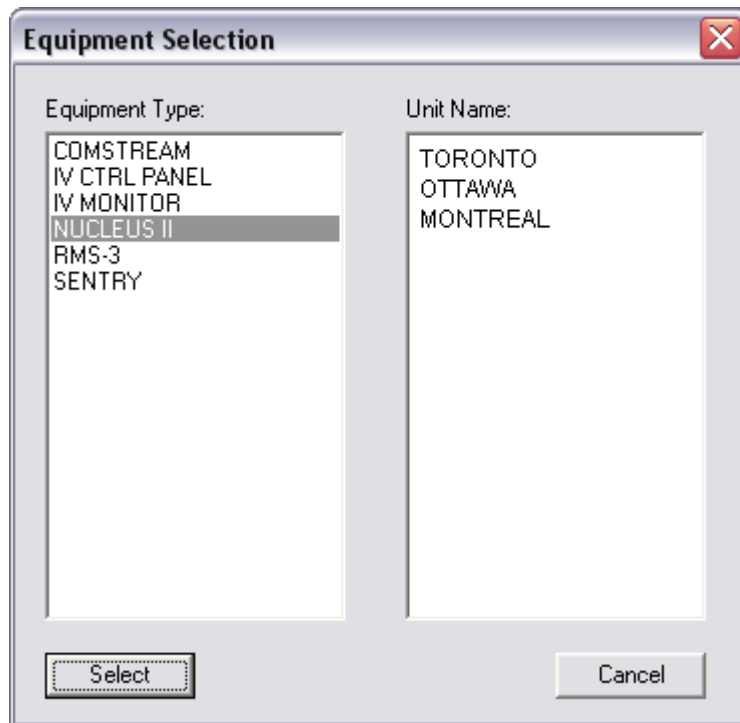 Equipment Selection
Equipment Type:
COMSTREAM
IV CTRL PANEL
IV MONITOR
NUCLEUS II
RMS-3
SENTRY
Unit Name:
TORONTO
OTTAWA
MONTREAL
Select
Cancel